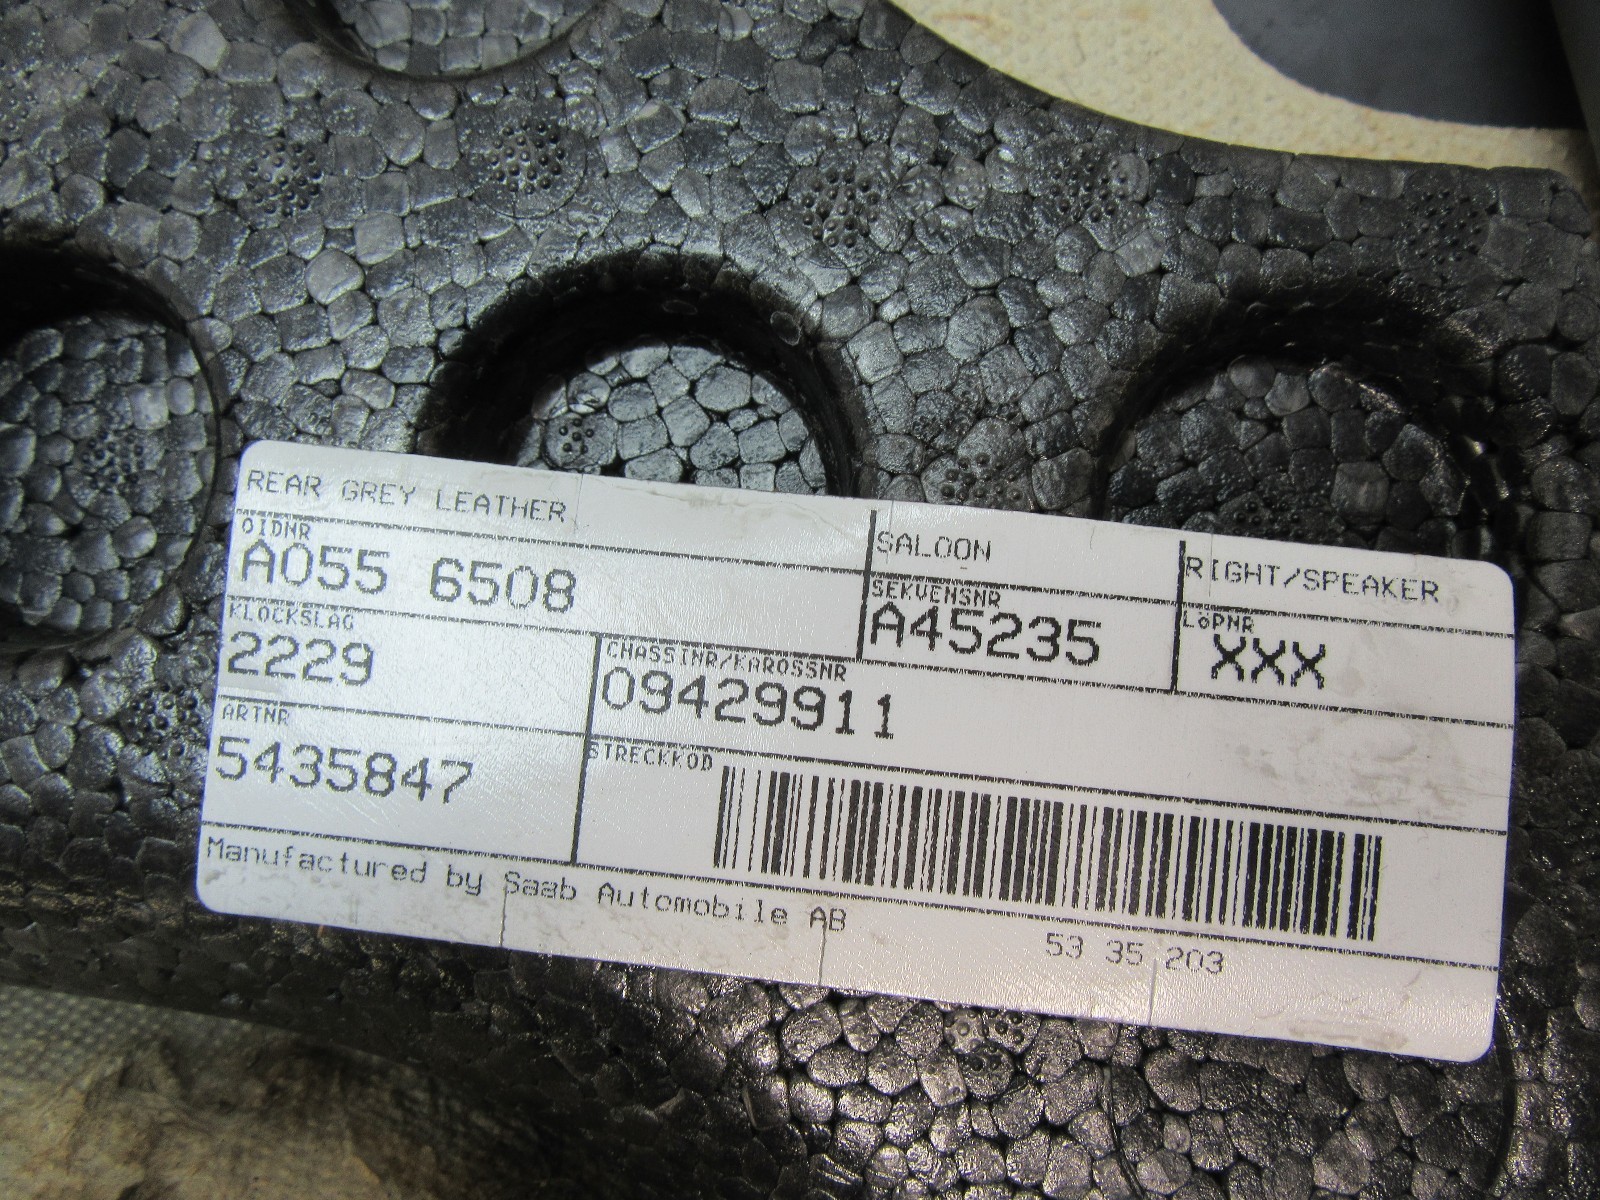 REAR GREY LEATHER
SALOON
RIGHT/SPEAKER
OIDNR
A055 6508
SEKVENSNR
A45235
LöPNR
XXX
KLOCKSLAG
2229
CHASSINR/KAROSSNR
09429911
ARTNR
5435847
STRECKKOD
Manufactured by Saab Automobile AB
53 35 203